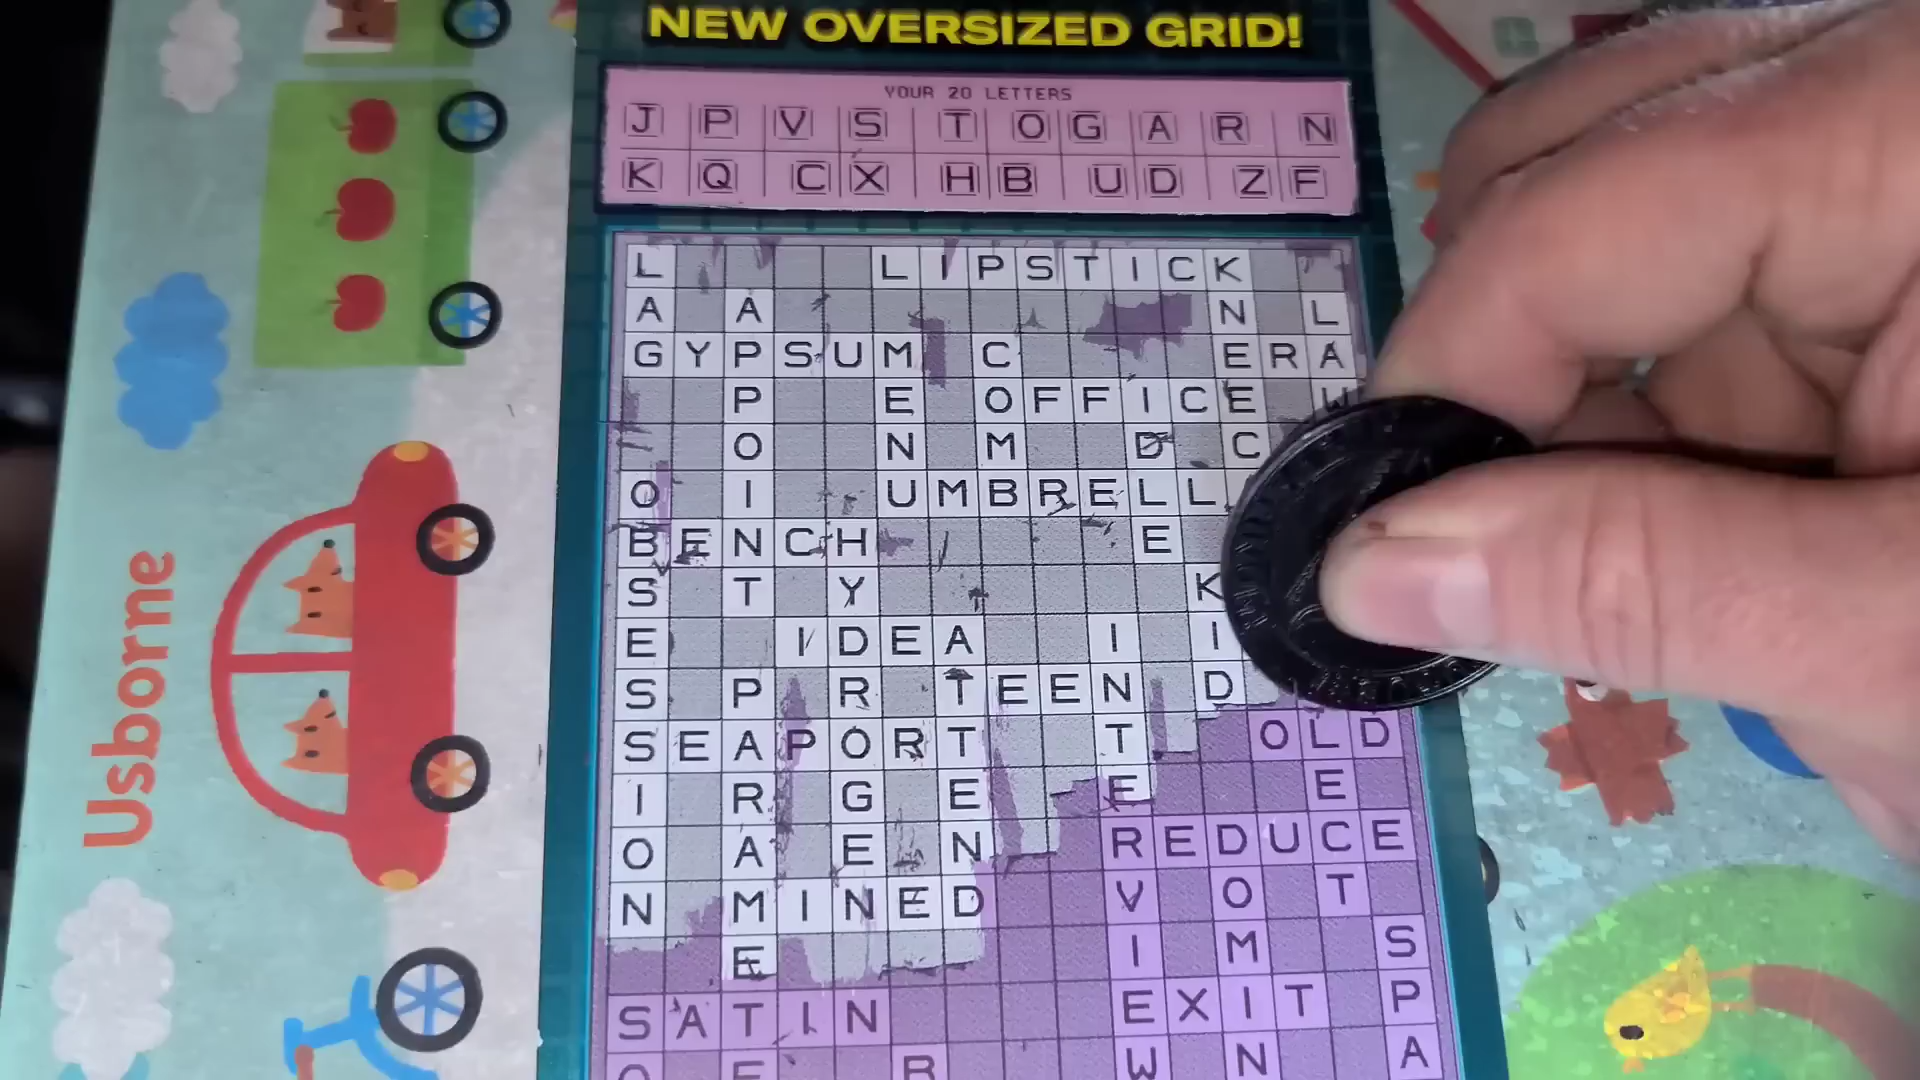 NEW OVERSIZED GRID!
YOUR 20 LETTERS
J P V S T O G A R N
K Q C X H B U D Z F
L LIPSTICK
A A N L
GYPSUM C ERA
P E OFFICE W
O N M D C
O I UMBRELL
BENCH E
S T Y K
E IDEA I I
S P R TEEN D
SEAPORT T OLD
I R G E E E
O A E N REDUCE
N MINED V O T
E I M S
SATIN EXIT P
E R W N A
Usborne